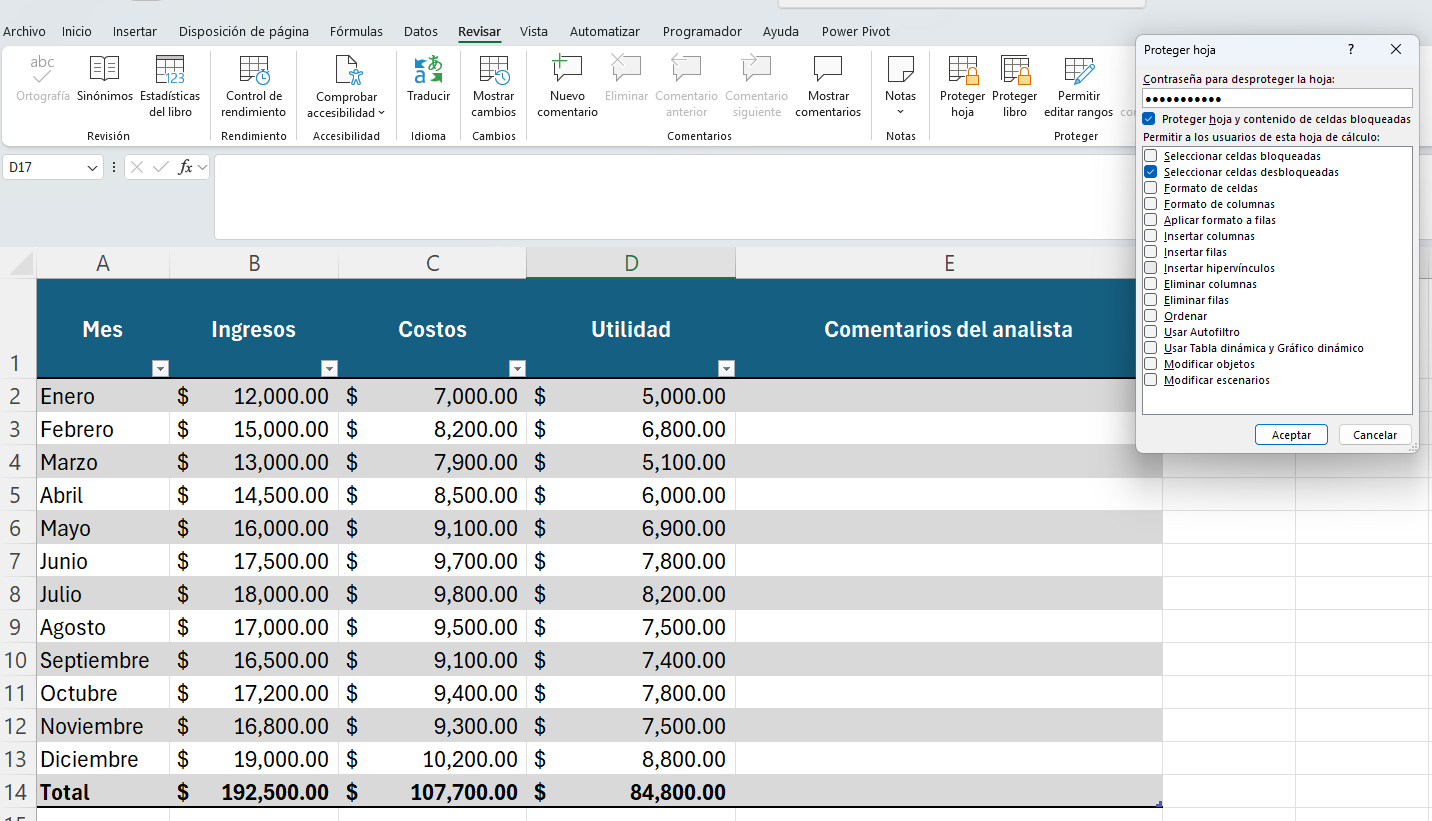 Archivo Inicio Insertar Disposición de página Fórmulas Datos Revisar Vista Automatizar Programador Ayuda Power Pivot
abc
Ortografía Sinónimos Estadísticas del libro
Revisión
Control de rendimiento
Rendimiento
Comprobar accesibilidad
Accesibilidad
Traducir
Idioma
Mostrar cambios
Cambios
Nuevo comentario Eliminar Comentario anterior Comentario siguiente Mostrar comentarios
Comentarios
Notas
Notas
Proteger hoja Proteger libro Permitir editar rangos
Proteger
D17 fx
A B C D E
1 Mes Ingresos Costos Utilidad Comentarios del analista
2 Enero $ 12,000.00 $ 7,000.00 $ 5,000.00
3 Febrero $ 15,000.00 $ 8,200.00 $ 6,800.00
4 Marzo $ 13,000.00 $ 7,900.00 $ 5,100.00
5 Abril $ 14,500.00 $ 8,500.00 $ 6,000.00
6 Mayo $ 16,000.00 $ 9,100.00 $ 6,900.00
7 Junio $ 17,500.00 $ 9,700.00 $ 7,800.00
8 Julio $ 18,000.00 $ 9,800.00 $ 8,200.00
9 Agosto $ 17,000.00 $ 9,500.00 $ 7,500.00
10 Septiembre $ 16,500.00 $ 9,100.00 $ 7,400.00
11 Octubre $ 17,200.00 $ 9,400.00 $ 7,800.00
12 Noviembre $ 16,800.00 $ 9,300.00 $ 7,500.00
13 Diciembre $ 19,000.00 $ 10,200.00 $ 8,800.00
14 Total $ 192,500.00 $ 107,700.00 $ 84,800.00
Proteger hoja ?
Contraseña para desproteger la hoja:
•••••••••••
Proteger hoja y contenido de celdas bloqueadas
Permitir a los usuarios de esta hoja de cálculo:
Seleccionar celdas bloqueadas
Seleccionar celdas desbloqueadas
Formato de celdas
Formato de columnas
Aplicar formato a filas
Insertar columnas
Insertar filas
Insertar hipervínculos
Eliminar columnas
Eliminar filas
Ordenar
Usar Autofiltro
Usar Tabla dinámica y Gráfico dinámico
Modificar objetos
Modificar escenarios
Aceptar Cancelar